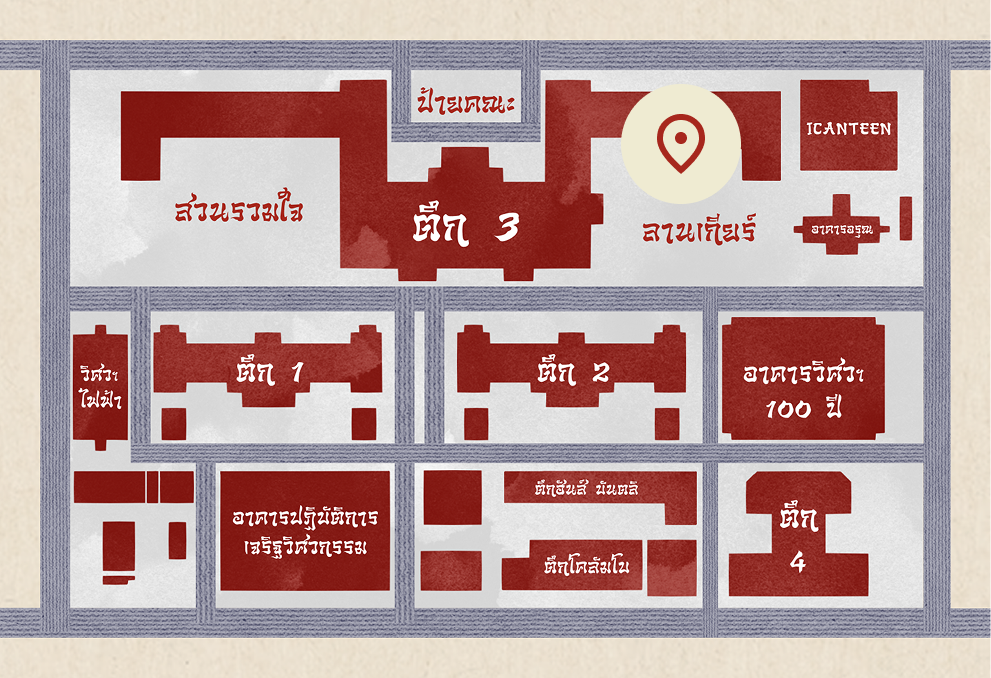 ป้ายคณะ
ICANTEEN
สวนรวมใจ
ตึก 3
ลานเกียร์
อาคารอรุณ
วิศวฯ
ไฟฟ้า
ตึก 1
ตึก 2
อาคารวิศวฯ
100 ปี
อาคารปฏิบัติการ
เจริฐวิศวกรรม
ตึกฮันส์ บันตลิ
ตึกโคลัมโบ
ตึก
4